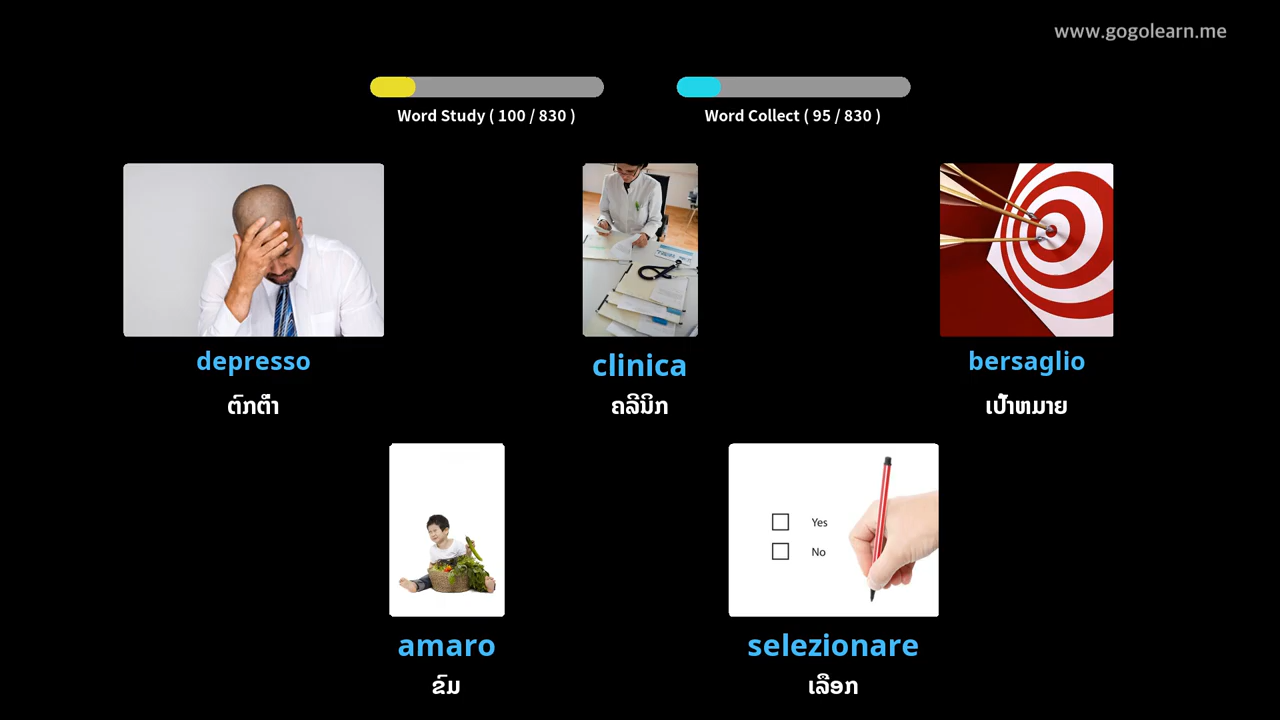 www.gogolearn.me
Word Study ( 100 / 830 )
Word Collect ( 95 / 830 )
depresso
ຕົກຕ່ຳ
clinica
ຄລີນິກ
bersaglio
ເປົ້າຫມາຍ
Yes
No
amaro
ຂົມ
selezionare
ເລືອກ